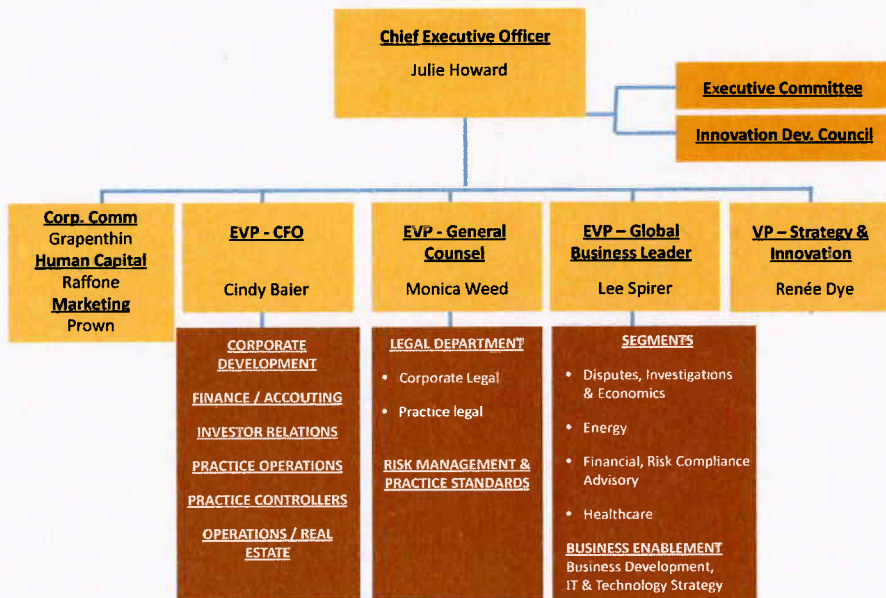 Chief Executive Officer
Julie Howard
Executive Committee
Innovation Dev. Council
Corp. Comm
Grapenthin
Human Capital
Raffone
Marketing
Prown
EVP - CFO
Cindy Baier
EVP - General
Counsel
Monica Weed
EVP – Global
Business Leader
Lee Spirer
VP – Strategy &
Innovation
Renée Dye
CORPORATE
DEVELOPMENT
FINANCE / ACCOUTING
INVESTOR RELATIONS
PRACTICE OPERATIONS
PRACTICE CONTROLLERS
OPERATIONS / REAL
ESTATE
LEGAL DEPARTMENT
• Corporate Legal
• Practice legal
RISK MANAGEMENT &
PRACTICE STANDARDS
SEGMENTS
• Disputes, Investigations
& Economics
• Energy
• Financial, Risk Compliance
Advisory
• Healthcare
BUSINESS ENABLEMENT
Business Development,
IT & Technology Strategy